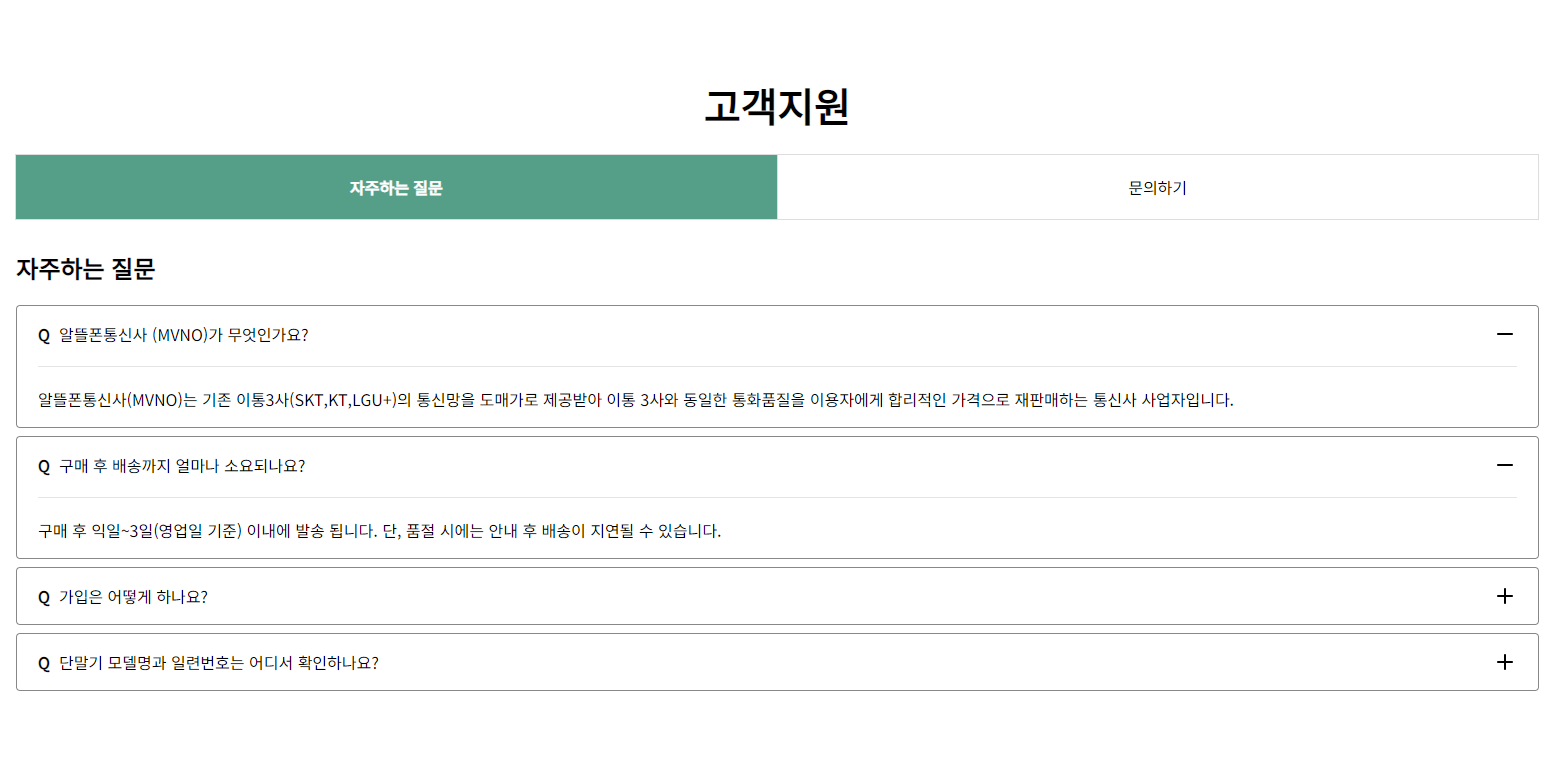 고객지원
자주하는 질문
문의하기
자주하는 질문
Q 알뜰폰통신사 (MVNO)가 무엇인가요?
알뜰폰통신사(MVNO)는 기존 이통3사(SKT,KT,LGU+)의 통신망을 도매가로 제공받아 이통 3사와 동일한 통화품질을 이용자에게 합리적인 가격으로 재판매하는 통신사 사업자입니다.
Q 구매 후 배송까지 얼마나 소요되나요?
구매 후 익일~3일(영업일 기준) 이내에 발송 됩니다. 단, 품절 시에는 안내 후 배송이 지연될 수 있습니다.
Q 가입은 어떻게 하나요?
Q 단말기 모델명과 일련번호는 어디서 확인하나요?